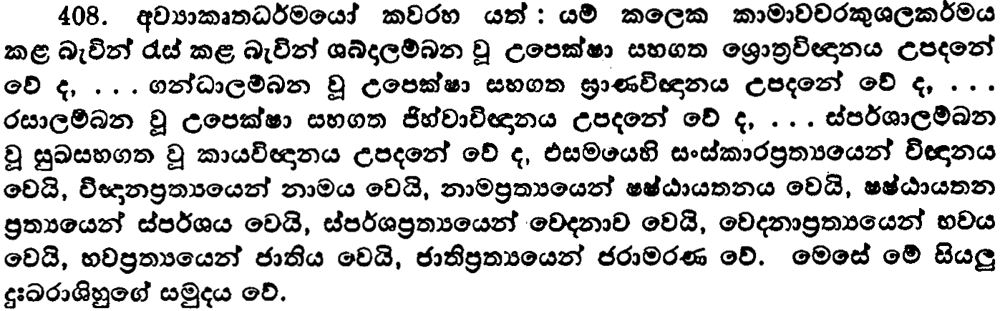 408. අව්‍යාකෘතධර්මයෝ කවරහ යත් : යම් කලෙක කාමාවචරකුශලකර්මය
කළ බැවින් රැස් කළ බැවින් ශබ්දාලම්බන වූ උපෙක්ෂා සහගත ශ්‍රොත්‍රවිඥානය උපදනේ
වේ ද, . . . ගන්ධාලම්බන වූ උපෙක්ෂා සහගත ඝ්‍රාණවිඥානය උපදනේ වේ ද, . . .
රසාලම්බන වූ උපෙක්ෂා සහගත ජිහ්වාවිඥානය උපදනේ වේ ද, . . . ස්පර්ශාලම්බන
වූ සුඛසහගත වූ කායවිඥානය උපදනේ වේ ද, එසමයෙහි සංස්කාරප්‍රත්‍යයෙන් විඥානය
වෙයි, විඥානප්‍රත්‍යයෙන් නාමය වෙයි, නාමප්‍රත්‍යයෙන් ෂෂ්ඨායතනය වෙයි, ෂෂ්ඨායතන
ප්‍රත්‍යයෙන් ස්පර්ශය වෙයි, ස්පර්ශප්‍රත්‍යයෙන් වෙදනාව වෙයි, වෙදනාප්‍රත්‍යයෙන් භවය
වෙයි, භවප්‍රත්‍යයෙන් ජාතිය වෙයි, ජාතිප්‍රත්‍යයෙන් ජරාමරණ වේ. මෙසේ මේ සියලු
දුඃඛරාශිහුගේ සමුදය වේ.